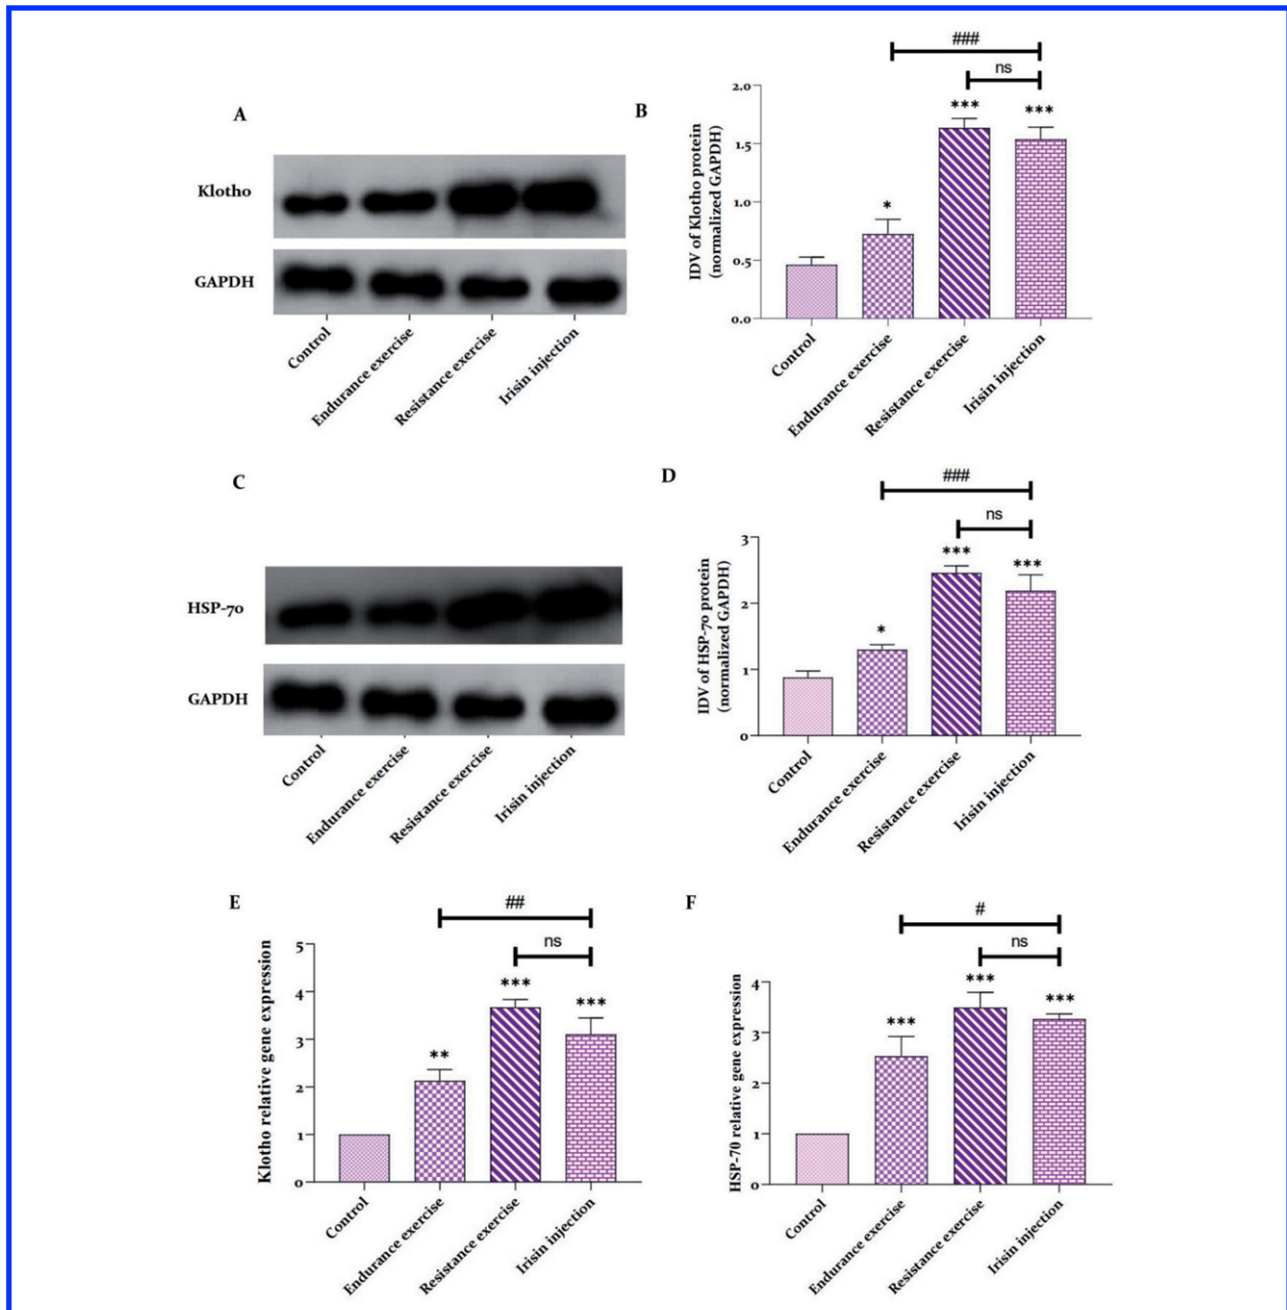 A
Klotho
GAPDH
Control
Endurance exercise
Resistance exercise
Irisin injection
B
###
ns
2.0
1.5
1.0
0.5
0.0
***
***
*
IDV of Klotho protein
(normalized GAPDH)
Control
Endurance exercise
Resistance exercise
Irisin injection
C
HSP-70
GAPDH
Control
Endurance exercise
Resistance exercise
Irisin injection
D
###
ns
3
2
1
0
***
***
*
IDV of HSP-70 protein
(normalized GAPDH)
Control
Endurance exercise
Resistance exercise
Irisin injection
E
##
ns
5
4
3
2
1
0
***
***
**
Klotho relative gene expression
Control
Endurance exercise
Resistance exercise
Irisin injection
F
#
ns
4
3
2
1
0
***
***
***
HSP-70 relative gene expression
Control
Endurance exercise
Resistance exercise
Irisin injection